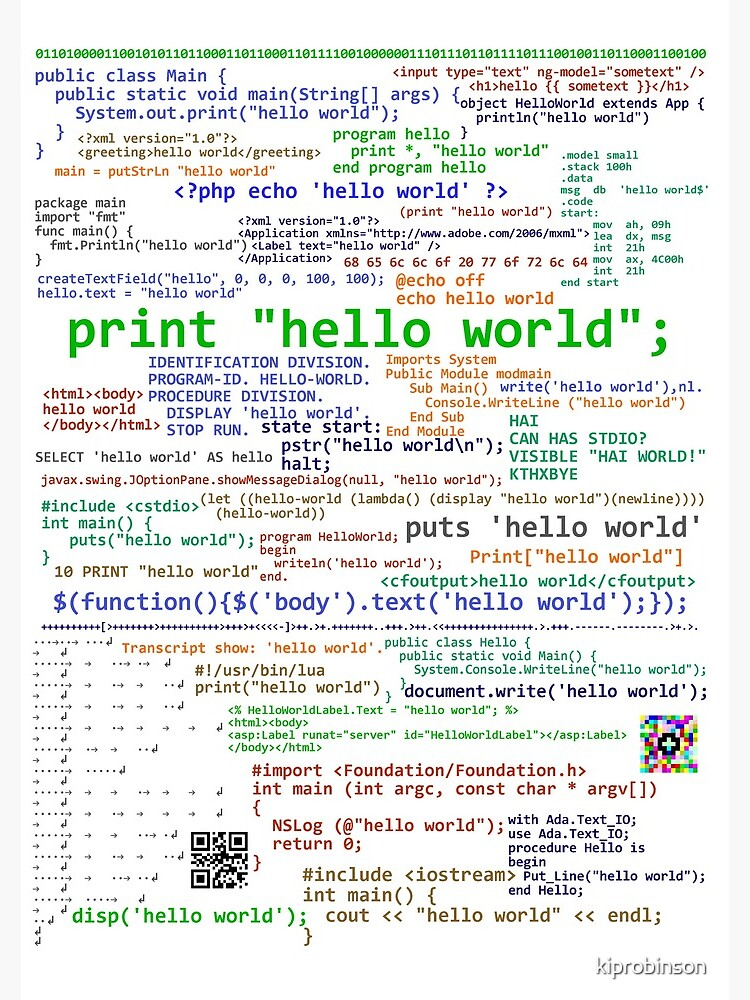 0110100001100101011011000110110001101111001000000111011101101111011100100110110001100100
public class Main {
public static void main(String[] args) {
System.out.print("hello world");
}
}
<input type="text" ng-model="sometext" />
<h1>hello {{ sometext }}</h1>
object HelloWorld extends App {
println("hello world")
}
<?xml version="1.0"?>
<greeting>hello world</greeting>
program hello
print *, "hello world"
end program hello
main = putStrLn "hello world"
.model small
.stack 100h
.data
msg db 'hello world$'
.code
start:
mov ah, 09h
lea dx, msg
int 21h
mov ax, 4C00h
int 21h
end start
<?php echo 'hello world' ?>
package main
import "fmt"
func main() {
fmt.Println("hello world")
}
(print "hello world")
<?xml version="1.0"?>
<Application xmlns="http://www.adobe.com/2006/mxml">
<Label text="hello world" />
</Application>
68 65 6c 6c 6f 20 77 6f 72 6c 64
createTextField("hello", 0, 0, 0, 100, 100);
hello.text = "hello world"
@echo off
echo hello world
print "hello world";
IDENTIFICATION DIVISION.
PROGRAM-ID. HELLO-WORLD.
PROCEDURE DIVISION.
DISPLAY 'hello world'.
STOP RUN.
Imports System
Public Module modmain
Sub Main()
Console.WriteLine ("hello world")
End Sub
End Module
write('hello world'),nl.
<html><body>
hello world
</body></html>
state start:
pstr("hello world\n");
halt;
HAI
CAN HAS STDIO?
VISIBLE "HAI WORLD!"
KTHXBYE
SELECT 'hello world' AS hello
javax.swing.JOptionPane.showMessageDialog(null, "hello world");
(let ((hello-world (lambda() (display "hello world")(newline))))
(hello-world))
#include <cstdio>
int main() {
puts("hello world");
}
puts 'hello world'
program HelloWorld;
begin
writeln('hello world');
end.
Print["hello world"]
10 PRINT "hello world"
<cfoutput>hello world</cfoutput>
$(function(){$('body').text('hello world');});
++++++++++[>+++++++>++++++++++>+++>+<<<<-]>++.>+.+++++++..+++.>++.<<+++++++++++++++.>.+++.------.--------.>+.>.
Transcript show: 'hello world'.
public class Hello {
public static void Main() {
System.Console.WriteLine("hello world");
}
}
#!/usr/bin/lua
print("hello world")
document.write('hello world');
<% HelloWorldLabel.Text = "hello world"; %>
<html><body>
<asp:Label runat="server" id="HelloWorldLabel"></asp:Label>
</body></html>
#import <Foundation/Foundation.h>
int main (int argc, const char * argv[])
{
NSLog (@"hello world");
return 0;
}
with Ada.Text_IO;
use Ada.Text_IO;
procedure Hello is
begin
Put_Line("hello world");
end Hello;
#include <iostream>
int main() {
cout << "hello world" << endl;
}
disp('hello world');
kiprobinson